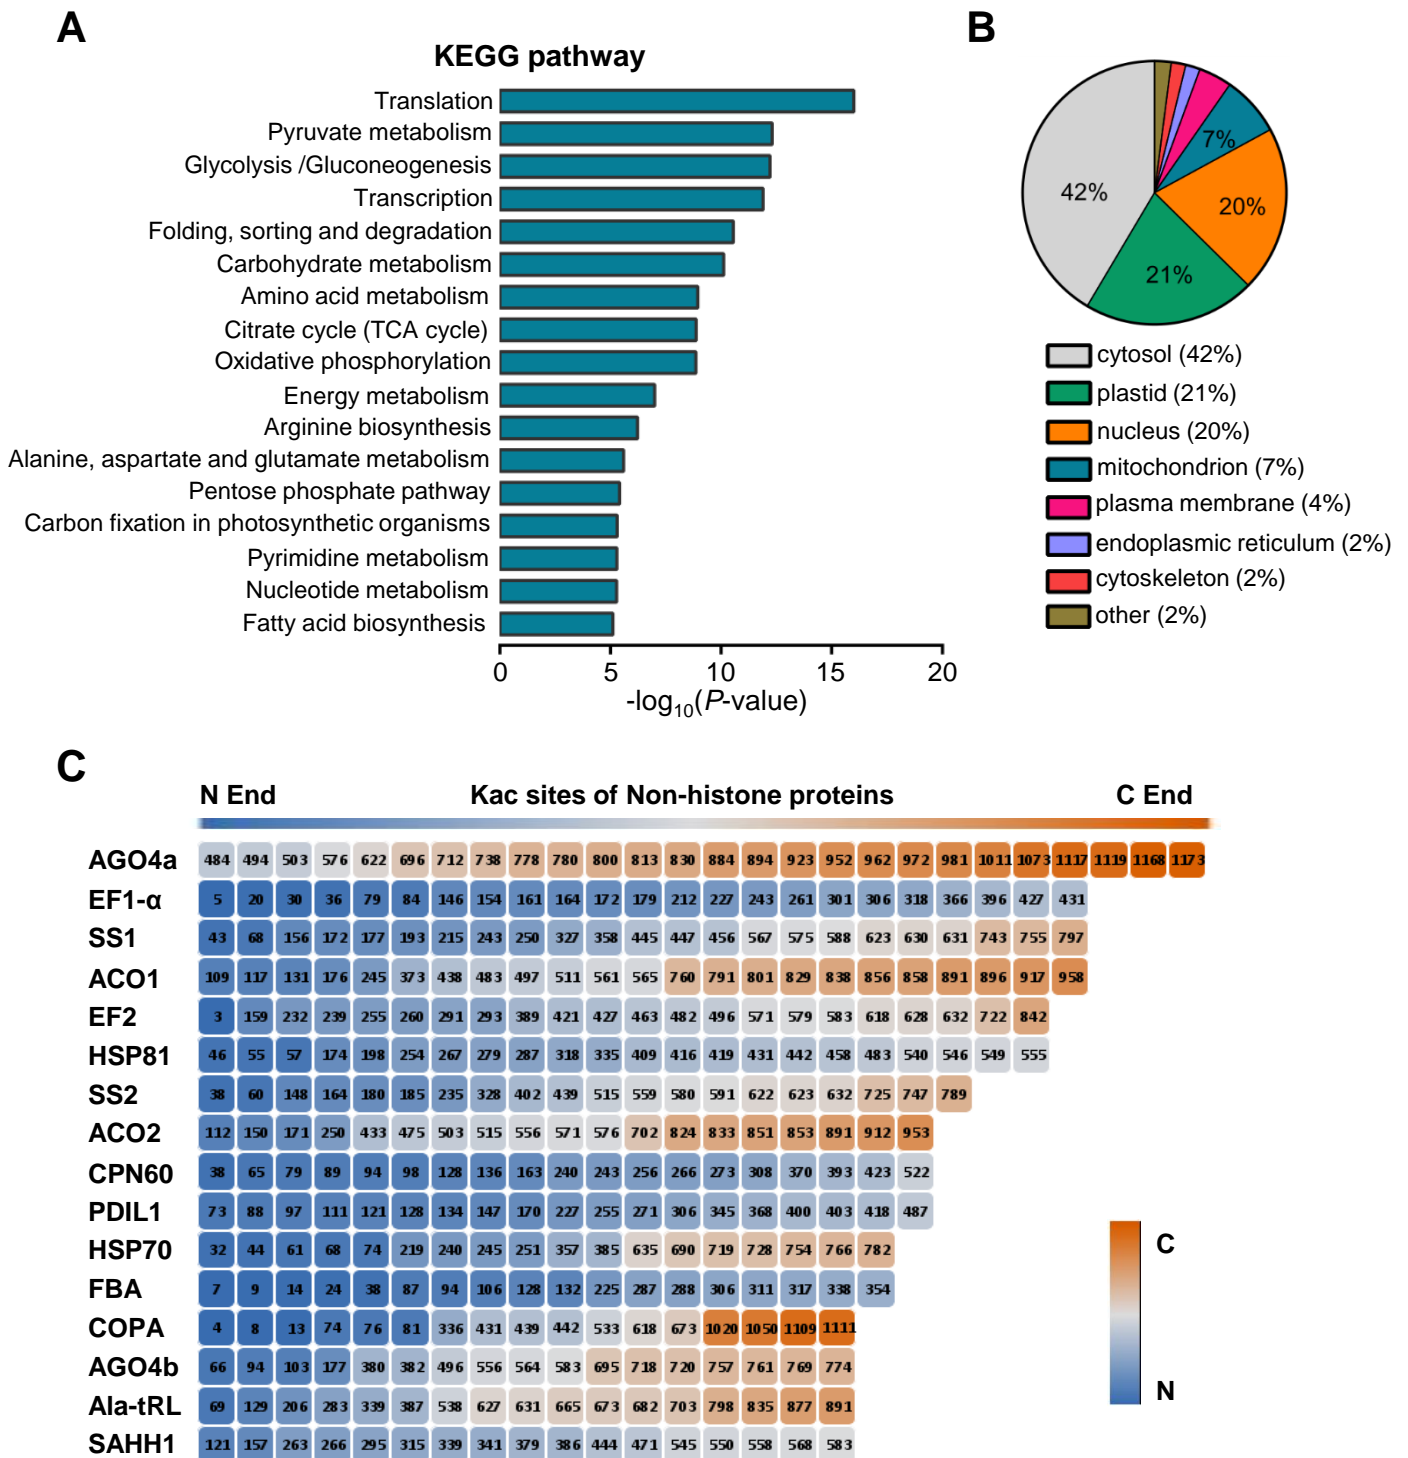 A
KEGG pathway
Translation
Pyruvate metabolism
Glycolysis /Gluconeogenesis
Transcription
Folding, sorting and degradation
Carbohydrate metabolism
Amino acid metabolism
Citrate cycle (TCA cycle)
Oxidative phosphorylation
Energy metabolism
Arginine biosynthesis
Alanine, aspartate and glutamate metabolism
Pentose phosphate pathway
Carbon fixation in photosynthetic organisms
Pyrimidine metabolism
Nucleotide metabolism
Fatty acid biosynthesis
0 5 10 15 20
-log10(P-value)
B
42%
7%
20%
21%
cytosol (42%)
plastid (21%)
nucleus (20%)
mitochondrion (7%)
plasma membrane (4%)
endoplasmic reticulum (2%)
cytoskeleton (2%)
other (2%)
C
N End Kac sites of Non-histone proteins C End
AGO4a 484 494 503 576 622 696 712 738 778 780 800 813 830 884 894 923 952 962 972 981 1011 1073 1117 1119 1168 1173
EF1-α 5 20 30 36 79 84 146 154 161 164 172 179 212 227 243 261 301 306 318 366 396 427 431
SS1 43 68 156 172 177 193 215 243 250 327 358 445 447 456 567 575 588 623 630 631 743 755 797
ACO1 109 117 131 176 245 373 438 483 497 511 561 565 760 791 801 829 838 856 858 891 896 917 958
EF2 3 159 232 239 255 260 291 293 389 421 427 463 482 496 571 579 583 618 628 632 722 842
HSP81 46 55 57 174 198 254 267 279 287 318 335 409 416 419 431 442 458 483 540 546 549 555
SS2 38 60 148 164 180 185 235 328 402 439 515 559 580 591 622 623 632 725 747 789
ACO2 112 150 171 250 433 475 503 515 556 571 576 702 824 833 851 853 891 912 953
CPN60 38 65 79 89 94 98 128 136 163 240 243 256 266 273 308 370 393 423 522
PDIL1 73 88 97 111 121 128 134 147 170 227 255 271 306 345 368 400 403 418 487
HSP70 32 44 61 68 74 219 240 245 251 357 385 635 690 719 728 754 766 782
FBA 7 9 14 24 38 87 94 106 128 132 225 287 288 306 311 317 338 354
COPA 4 8 13 74 76 81 336 431 439 442 533 618 673 1020 1050 1109 1111
AGO4b 66 94 103 177 380 382 496 556 564 583 695 718 720 757 761 769 774
Ala-tRL 69 129 206 283 339 387 538 627 631 665 673 682 703 798 835 877 891
SAHH1 121 157 263 266 295 315 339 341 379 386 444 471 545 550 558 568 583
C
N